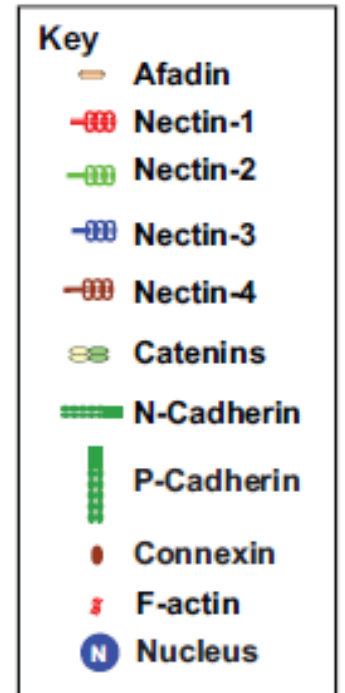 Key
Afadin
Nectin-1
Nectin-2
Nectin-3
Nectin-4
Catenins
N-Cadherin
P-Cadherin
Connexin
F-actin
N Nucleus